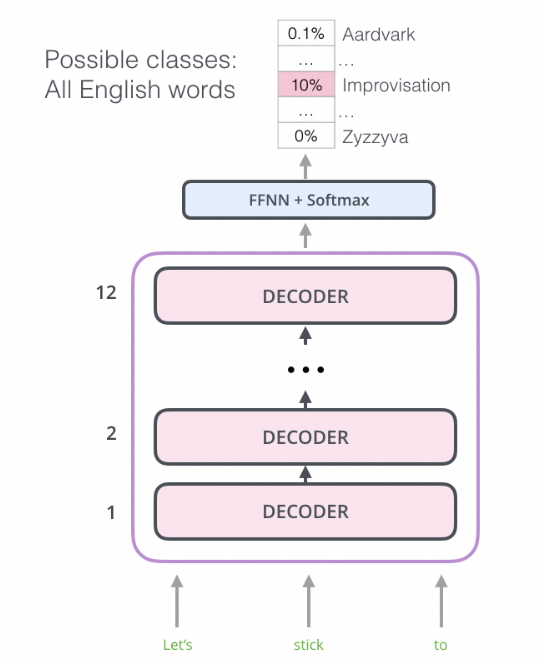 Possible classes:
All English words
0.1% Aardvark
... ...
10% Improvisation
... ...
0% Zyzzyva
FFNN + Softmax
12 DECODER
...
2 DECODER
1 DECODER
Let's stick to